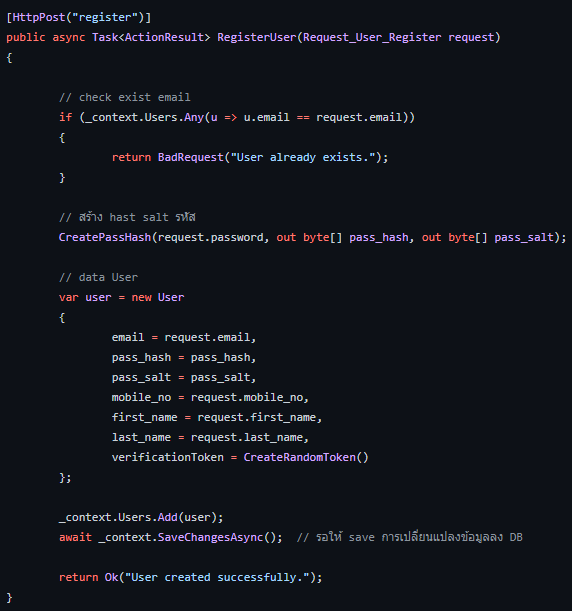 [HttpPost("register")]
public async Task<ActionResult> RegisterUser(Request_User_Register request)
{
// check exist email
if (_context.Users.Any(u => u.email == request.email))
{
return BadRequest("User already exists.");
}
// สร้าง hast salt รหัส
CreatePassHash(request.password, out byte[] pass_hash, out byte[] pass_salt);
// data User
var user = new User
{
email = request.email,
pass_hash = pass_hash,
pass_salt = pass_salt,
mobile_no = request.mobile_no,
first_name = request.first_name,
last_name = request.last_name,
verificationToken = CreateRandomToken()
};
_context.Users.Add(user);
await _context.SaveChangesAsync();  // รอให้ save การเปลี่ยนแปลงข้อมูลลง DB
return Ok("User created successfully.");
}